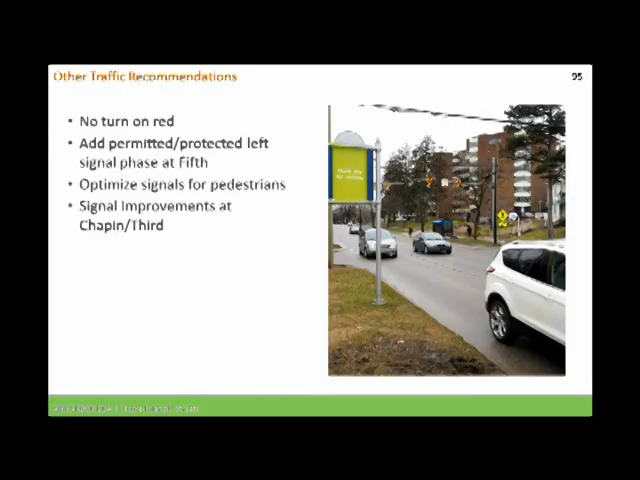 Other Traffic Recommendations
95
• No turn on red
• Add permitted/protected left
signal phase at Fifth
• Optimize signals for pedestrians
• Signal Improvements at
Chapin/Third